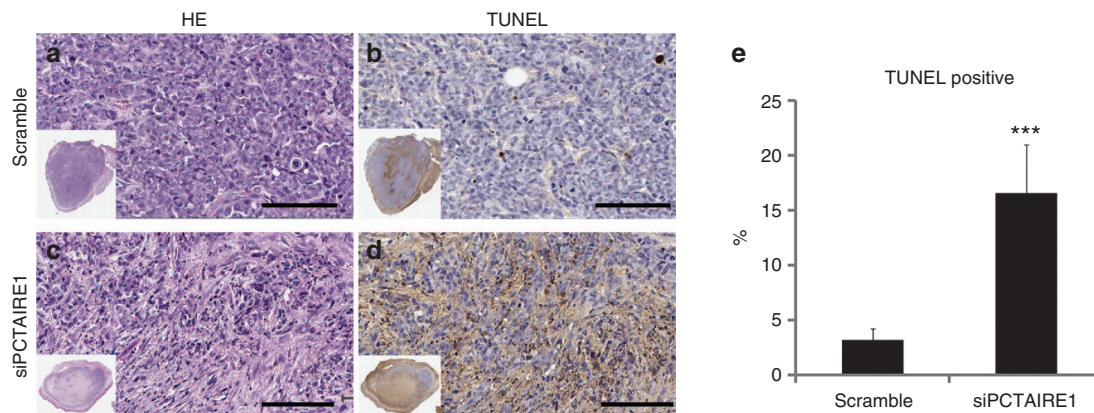 HE
TUNEL
Scramble
a
b
siPCTAIRE1
c
d
e
TUNEL positive
25
20
15
10
5
0
%
***
Scramble
siPCTAIRE1